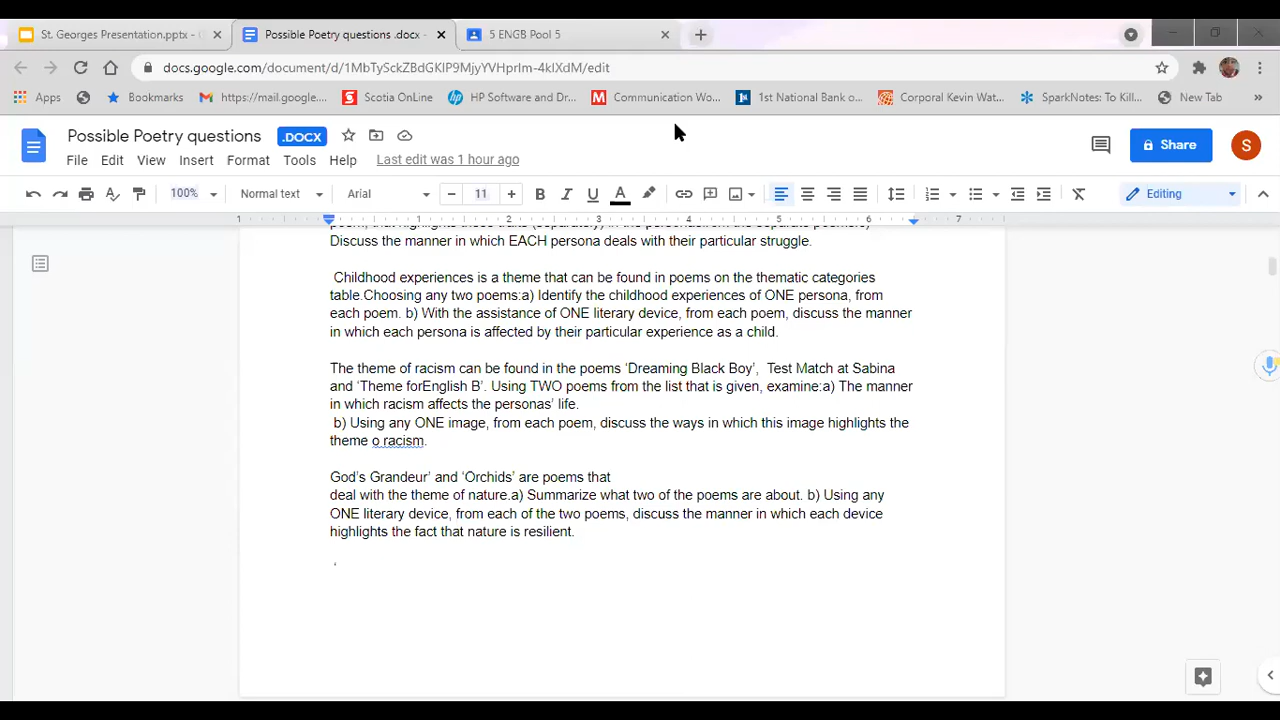 St. Georges Presentation.pptx -
Possible Poetry questions .docx -
5 ENGB Pool 5
docs.google.com/document/d/1MbTySckZBdGKlP9MjyYVHprIm-4kIXdM/edit
Apps
Bookmarks
https://mail.google....
Scotia OnLine
HP Software and Dr...
Communication Wo...
1st National Bank o...
Corporal Kevin Wat...
SparkNotes: To Kill...
New Tab
Possible Poetry questions .DOCX
File Edit View Insert Format Tools Help Last edit was 1 hour ago
Share
S
100% Normal text Arial 11 Editing
1 1 2 3 4 5 6 7
Discuss the manner in which EACH persona deals with their particular struggle.
Childhood experiences is a theme that can be found in poems on the thematic categories
table.Choosing any two poems:a) Identify the childhood experiences of ONE persona, from
each poem. b) With the assistance of ONE literary device, from each poem, discuss the manner
in which each persona is affected by their particular experience as a child.
The theme of racism can be found in the poems ‘Dreaming Black Boy’,  Test Match at Sabina
and ‘Theme forEnglish B’. Using TWO poems from the list that is given, examine:a) The manner
in which racism affects the personas’ life.
b) Using any ONE image, from each poem, discuss the ways in which this image highlights the
theme o racism.
God’s Grandeur’ and ‘Orchids’ are poems that
deal with the theme of nature.a) Summarize what two of the poems are about. b) Using any
ONE literary device, from each of the two poems, discuss the manner in which each device
highlights the fact that nature is resilient.
‘